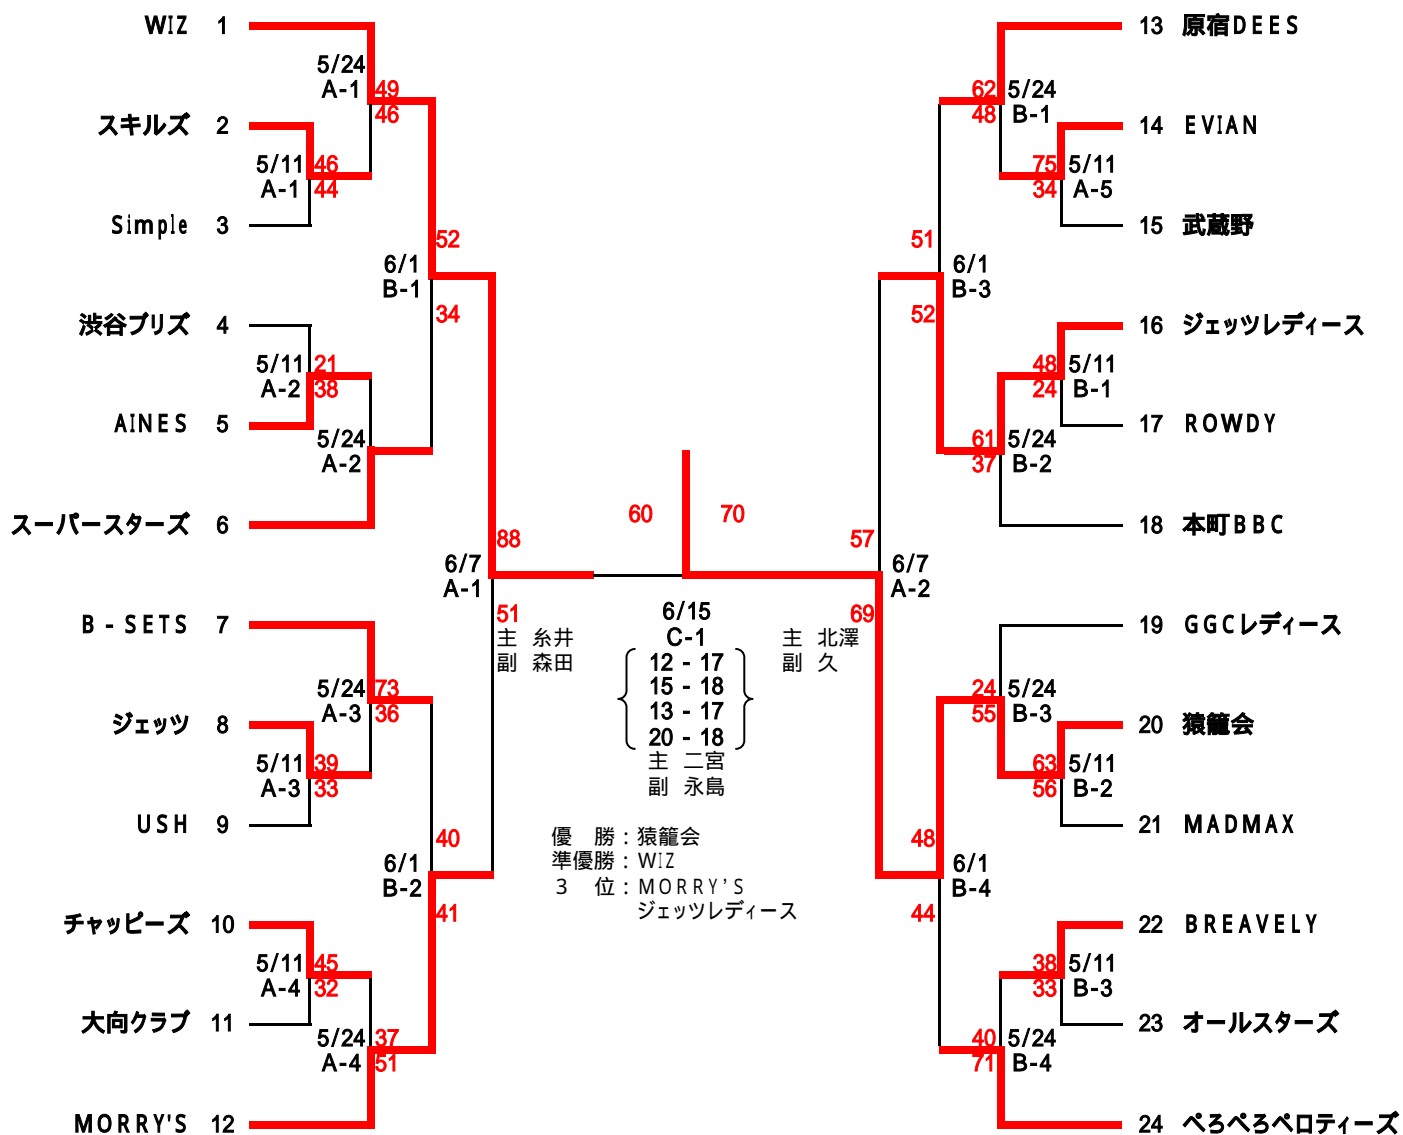 WIZ 1
5/24
A-1
49
46
スキルズ 2
5/11
A-1
46
44
Simple 3
52
6/1
B-1
34
渋谷ブリズ 4
5/11
A-2
21
38
AINES 5
5/24
A-2
スーパースターズ 6
88
6/7
A-1
51
主 糸井
副 森田
B-SETS 7
5/24
A-3
73
36
ジェッツ 8
5/11
A-3
39
33
USH 9
40
6/1
B-2
41
チャッピーズ 10
5/11
A-4
45
32
大向クラブ 11
5/24
A-4
37
51
MORRY'S 12
60 70
6/15
C-1
12 - 17
15 - 18
13 - 17
20 - 18
主 二宮
副 永島
優 勝：猿籠会
準優勝：WIZ
3 位：MORRY'S
ジェッツレディース
13 原宿DEES
62
48
5/24
B-1
14 EVIAN
75
34
5/11
A-5
15 武蔵野
51
6/1
B-3
52
16 ジェッツレディース
48
24
5/11
B-1
17 ROWDY
61
37
5/24
B-2
18 本町BBC
57
6/7
A-2
69
主 北澤
副 久
19 GGCレディース
24
55
5/24
B-3
20 猿籠会
63
56
5/11
B-2
21 MADMAX
48
6/1
B-4
44
22 BREAVELY
38
33
5/11
B-3
23 オールスターズ
40
71
5/24
B-4
24 ぺろぺろペロティーズ